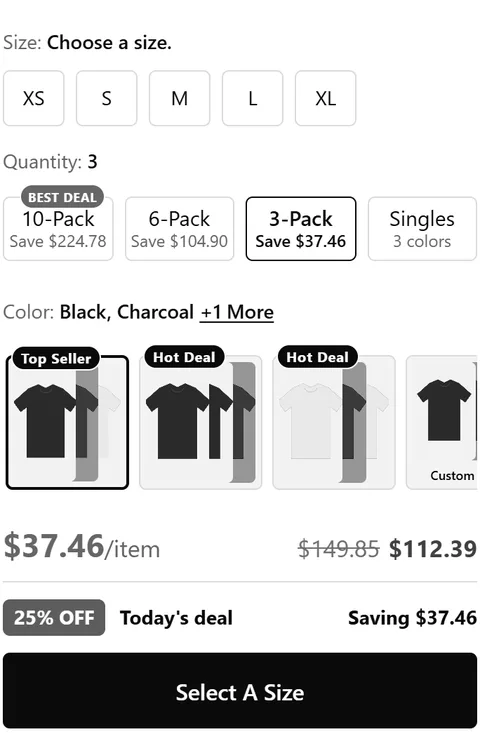 Size: Choose a size.
XS S M L XL
Quantity: 3
BEST DEAL
10-Pack 6-Pack 3-Pack Singles
Save $224.78 Save $104.90 Save $37.46 3 colors
Color: Black, Charcoal +1 More
Top Seller Hot Deal Hot Deal
Custom
$37.46/item $149.85 $112.39
25% OFF Today's deal Saving $37.46
Select A Size